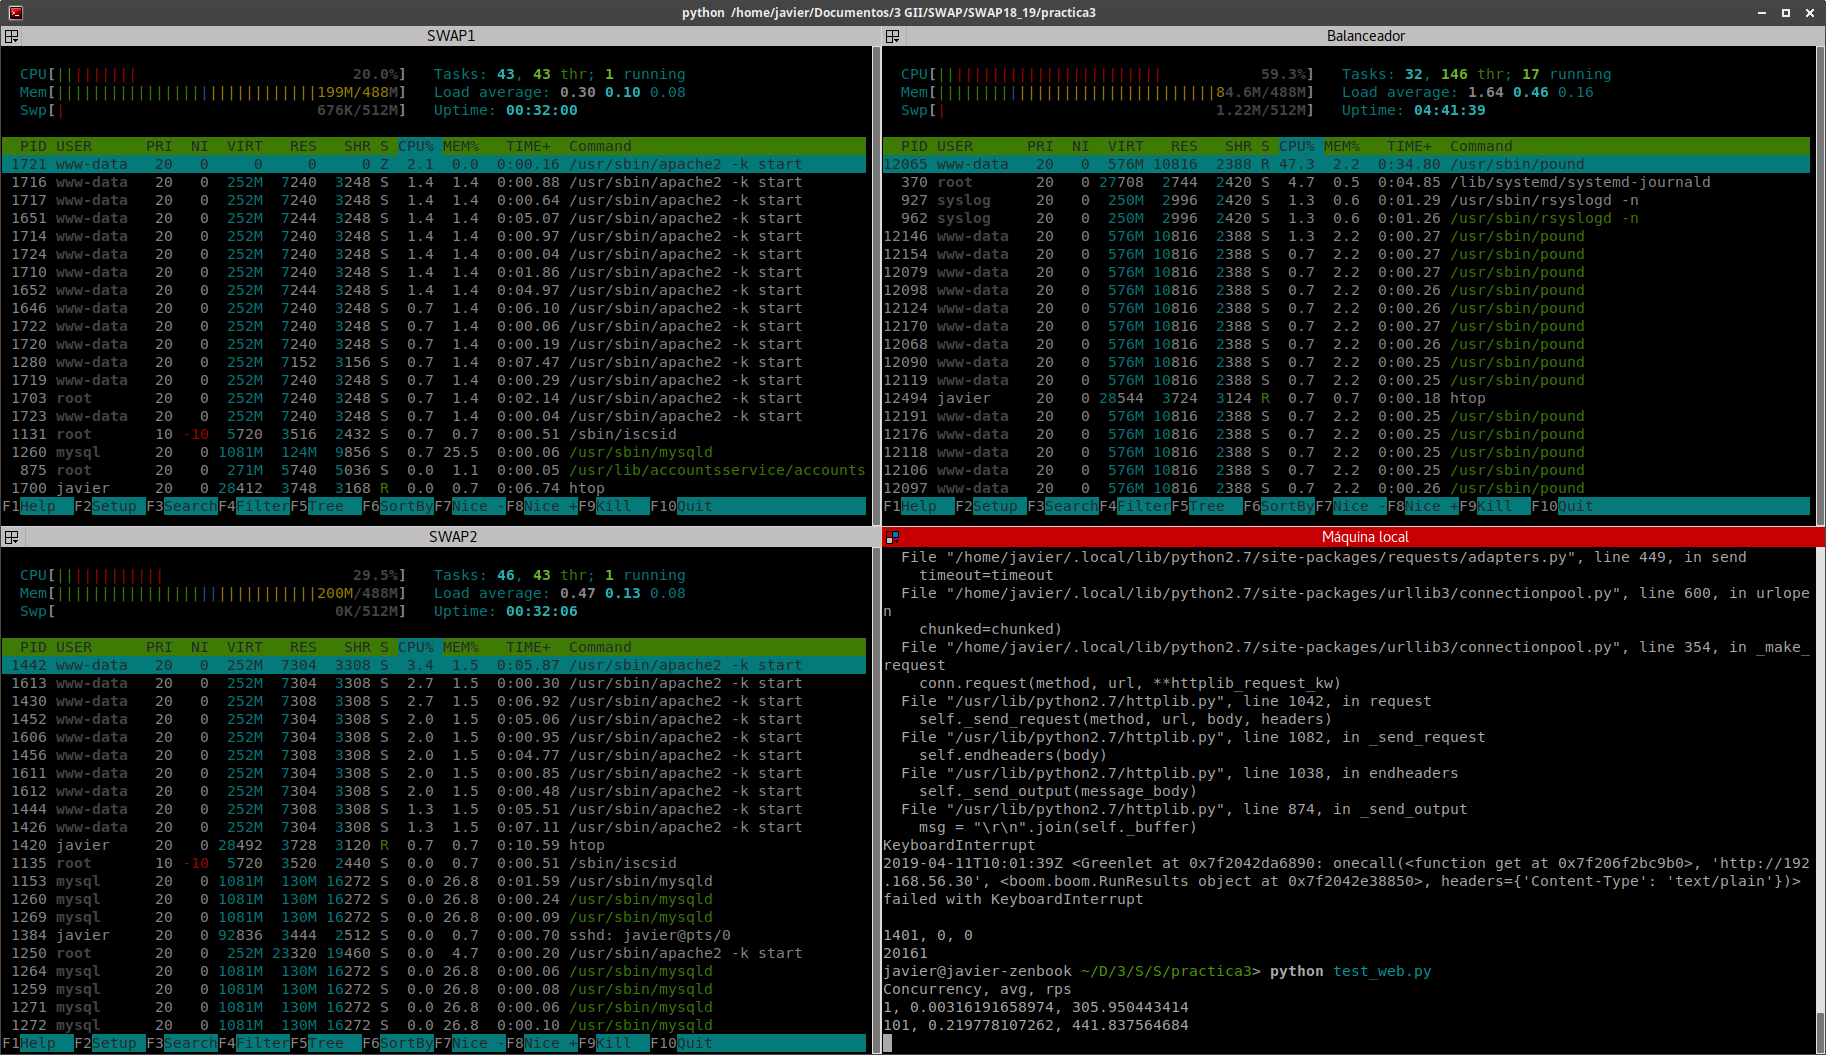 python  /home/javier/Documentos/3 GII/SWAP/SWAP18_19/practica3
SWAP1
CPU[||||||||| 20.0%]   Tasks: 43, 43 thr; 1 running
Mem[|||||||||||||||||||||||||||||199M/488M]   Load average: 0.30 0.10 0.08
Swp[| 676K/512M]   Uptime: 00:32:00
PID USER      PRI  NI  VIRT   RES   SHR S CPU% MEM%   TIME+  Command
1721 www-data   20   0     0     0     0 Z  2.1  0.0  0:00.16 /usr/sbin/apache2 -k start
1716 www-data   20   0  252M  7240  3248 S  1.4  1.4  0:00.88 /usr/sbin/apache2 -k start
1717 www-data   20   0  252M  7240  3248 S  1.4  1.4  0:00.64 /usr/sbin/apache2 -k start
1651 www-data   20   0  252M  7244  3248 S  1.4  1.4  0:05.07 /usr/sbin/apache2 -k start
1714 www-data   20   0  252M  7240  3248 S  1.4  1.4  0:00.97 /usr/sbin/apache2 -k start
1724 www-data   20   0  252M  7240  3248 S  1.4  1.4  0:00.04 /usr/sbin/apache2 -k start
1710 www-data   20   0  252M  7240  3248 S  1.4  1.4  0:01.86 /usr/sbin/apache2 -k start
1652 www-data   20   0  252M  7244  3248 S  1.4  1.4  0:04.97 /usr/sbin/apache2 -k start
1646 www-data   20   0  252M  7240  3248 S  0.7  1.4  0:06.10 /usr/sbin/apache2 -k start
1722 www-data   20   0  252M  7240  3248 S  0.7  1.4  0:00.06 /usr/sbin/apache2 -k start
1720 www-data   20   0  252M  7240  3248 S  0.7  1.4  0:00.19 /usr/sbin/apache2 -k start
1280 www-data   20   0  252M  7152  3156 S  0.7  1.4  0:07.47 /usr/sbin/apache2 -k start
1719 www-data   20   0  252M  7240  3248 S  0.7  1.4  0:00.29 /usr/sbin/apache2 -k start
1703 root       20   0  252M  7240  3248 S  0.7  1.4  0:02.14 /usr/sbin/apache2 -k start
1723 www-data   20   0  252M  7240  3248 S  0.7  1.4  0:00.04 /usr/sbin/apache2 -k start
1131 root       10 -10  5720  3516  2432 S  0.7  0.7  0:00.51 /sbin/iscsid
1260 mysql      20   0 1081M  124M  9856 S  0.7 25.5  0:00.06 /usr/sbin/mysqld
875 root       20   0  271M  5740  5036 S  0.0  1.1  0:00.05 /usr/lib/accountsservice/accounts
1700 javier     20   0 28412  3748  3168 R  0.0  0.7  0:06.74 htop
F1Help  F2Setup F3SearchF4FilterF5Tree  F6SortByF7Nice -F8Nice +F9Kill  F10Quit
Balanceador
CPU[||||||||||||||||||||||||| 59.3%]   Tasks: 32, 146 thr; 17 running
Mem[|||||||||||||||||||||||||||||||84.6M/488M]   Load average: 1.64 0.46 0.16
Swp[| 1.22M/512M]   Uptime: 04:41:39
PID USER      PRI  NI  VIRT   RES   SHR S CPU% MEM%   TIME+  Command
12065 www-data   20   0  576M 10816  2388 R 47.3  2.2  0:34.80 /usr/sbin/pound
370 root       20   0 27708  2744  2420 S  4.7  0.5  0:04.85 /lib/systemd/systemd-journald
927 syslog     20   0  250M  2996  2420 S  1.3  0.6  0:01.29 /usr/sbin/rsyslogd -n
962 syslog     20   0  250M  2996  2420 S  1.3  0.6  0:01.26 /usr/sbin/rsyslogd -n
12146 www-data   20   0  576M 10816  2388 S  1.3  2.2  0:00.27 /usr/sbin/pound
12154 www-data   20   0  576M 10816  2388 S  0.7  2.2  0:00.27 /usr/sbin/pound
12079 www-data   20   0  576M 10816  2388 S  0.7  2.2  0:00.27 /usr/sbin/pound
12098 www-data   20   0  576M 10816  2388 S  0.7  2.2  0:00.26 /usr/sbin/pound
12124 www-data   20   0  576M 10816  2388 S  0.7  2.2  0:00.26 /usr/sbin/pound
12170 www-data   20   0  576M 10816  2388 S  0.7  2.2  0:00.27 /usr/sbin/pound
12068 www-data   20   0  576M 10816  2388 S  0.7  2.2  0:00.26 /usr/sbin/pound
12090 www-data   20   0  576M 10816  2388 S  0.7  2.2  0:00.25 /usr/sbin/pound
12119 www-data   20   0  576M 10816  2388 S  0.7  2.2  0:00.25 /usr/sbin/pound
12494 javier     20   0 28544  3724  3124 R  0.7  0.7  0:00.18 htop
12191 www-data   20   0  576M 10816  2388 S  0.7  2.2  0:00.25 /usr/sbin/pound
12176 www-data   20   0  576M 10816  2388 S  0.7  2.2  0:00.25 /usr/sbin/pound
12118 www-data   20   0  576M 10816  2388 S  0.7  2.2  0:00.26 /usr/sbin/pound
12106 www-data   20   0  576M 10816  2388 S  0.7  2.2  0:00.26 /usr/sbin/pound
12097 www-data   20   0  576M 10816  2388 S  0.7  2.2  0:00.26 /usr/sbin/pound
F1Help  F2Setup F3SearchF4FilterF5Tree  F6SortByF7Nice -F8Nice +F9Kill  F10Quit
SWAP2
CPU[|||||||||||| 29.5%]   Tasks: 46, 43 thr; 1 running
Mem[|||||||||||||||||||||||||||||200M/488M]   Load average: 0.47 0.13 0.08
Swp[ 0K/512M]   Uptime: 00:32:06
PID USER      PRI  NI  VIRT   RES   SHR S CPU% MEM%   TIME+  Command
1442 www-data   20   0  252M  7304  3308 S  3.4  1.5  0:05.87 /usr/sbin/apache2 -k start
1613 www-data   20   0  252M  7304  3308 S  2.7  1.5  0:00.30 /usr/sbin/apache2 -k start
1430 www-data   20   0  252M  7308  3308 S  2.7  1.5  0:06.92 /usr/sbin/apache2 -k start
1452 www-data   20   0  252M  7304  3308 S  2.0  1.5  0:05.06 /usr/sbin/apache2 -k start
1606 www-data   20   0  252M  7304  3308 S  2.0  1.5  0:00.95 /usr/sbin/apache2 -k start
1456 www-data   20   0  252M  7308  3308 S  2.0  1.5  0:04.77 /usr/sbin/apache2 -k start
1611 www-data   20   0  252M  7304  3308 S  2.0  1.5  0:00.85 /usr/sbin/apache2 -k start
1612 www-data   20   0  252M  7304  3308 S  2.0  1.5  0:00.48 /usr/sbin/apache2 -k start
1444 www-data   20   0  252M  7308  3308 S  1.3  1.5  0:05.51 /usr/sbin/apache2 -k start
1426 www-data   20   0  252M  7304  3308 S  1.3  1.5  0:07.11 /usr/sbin/apache2 -k start
1420 javier     20   0 28492  3728  3120 R  0.7  0.7  0:10.59 htop
1135 root       10 -10  5720  3520  2440 S  0.0  0.7  0:00.51 /sbin/iscsid
1153 mysql      20   0 1081M  130M 16272 S  0.0 26.8  0:01.59 /usr/sbin/mysqld
1260 mysql      20   0 1081M  130M 16272 S  0.0 26.8  0:00.24 /usr/sbin/mysqld
1269 mysql      20   0 1081M  130M 16272 S  0.0 26.8  0:00.09 /usr/sbin/mysqld
1384 javier     20   0 92836  3444  2512 S  0.0  0.7  0:00.70 sshd: javier@pts/0
1250 root       20   0  252M 23320 19460 S  0.0  4.7  0:00.20 /usr/sbin/apache2 -k start
1264 mysql      20   0 1081M  130M 16272 S  0.0 26.8  0:00.06 /usr/sbin/mysqld
1259 mysql      20   0 1081M  130M 16272 S  0.0 26.8  0:00.08 /usr/sbin/mysqld
1271 mysql      20   0 1081M  130M 16272 S  0.0 26.8  0:00.06 /usr/sbin/mysqld
1272 mysql      20   0 1081M  130M 16272 S  0.0 26.8  0:00.10 /usr/sbin/mysqld
F1Help  F2Setup F3SearchF4FilterF5Tree  F6SortByF7Nice -F8Nice +F9Kill  F10Quit
Máquina local
File "/home/javier/.local/lib/python2.7/site-packages/requests/adapters.py", line 449, in send
timeout=timeout
File "/home/javier/.local/lib/python2.7/site-packages/urllib3/connectionpool.py", line 600, in urlope
n
chunked=chunked)
File "/home/javier/.local/lib/python2.7/site-packages/urllib3/connectionpool.py", line 354, in _make_
request
conn.request(method, url, **httplib_request_kw)
File "/usr/lib/python2.7/httplib.py", line 1042, in request
self._send_request(method, url, body, headers)
File "/usr/lib/python2.7/httplib.py", line 1082, in _send_request
self.endheaders(body)
File "/usr/lib/python2.7/httplib.py", line 1038, in endheaders
self._send_output(message_body)
File "/usr/lib/python2.7/httplib.py", line 874, in _send_output
msg = "\r\n".join(self._buffer)
KeyboardInterrupt
2019-04-11T10:01:39Z <Greenlet at 0x7f2042da6890: onecall(<function get at 0x7f206f2bc9b0>, 'http://192
.168.56.30', <boom.boom.RunResults object at 0x7f2042e38850>, headers={'Content-Type': 'text/plain'})>
failed with KeyboardInterrupt
1401, 0, 0
20161
javier@javier-zenbook ~/D/3/S/S/practica3> python test_web.py
Concurrency, avg, rps
1, 0.00316191658974, 305.950443414
101, 0.219778107262, 441.837564684